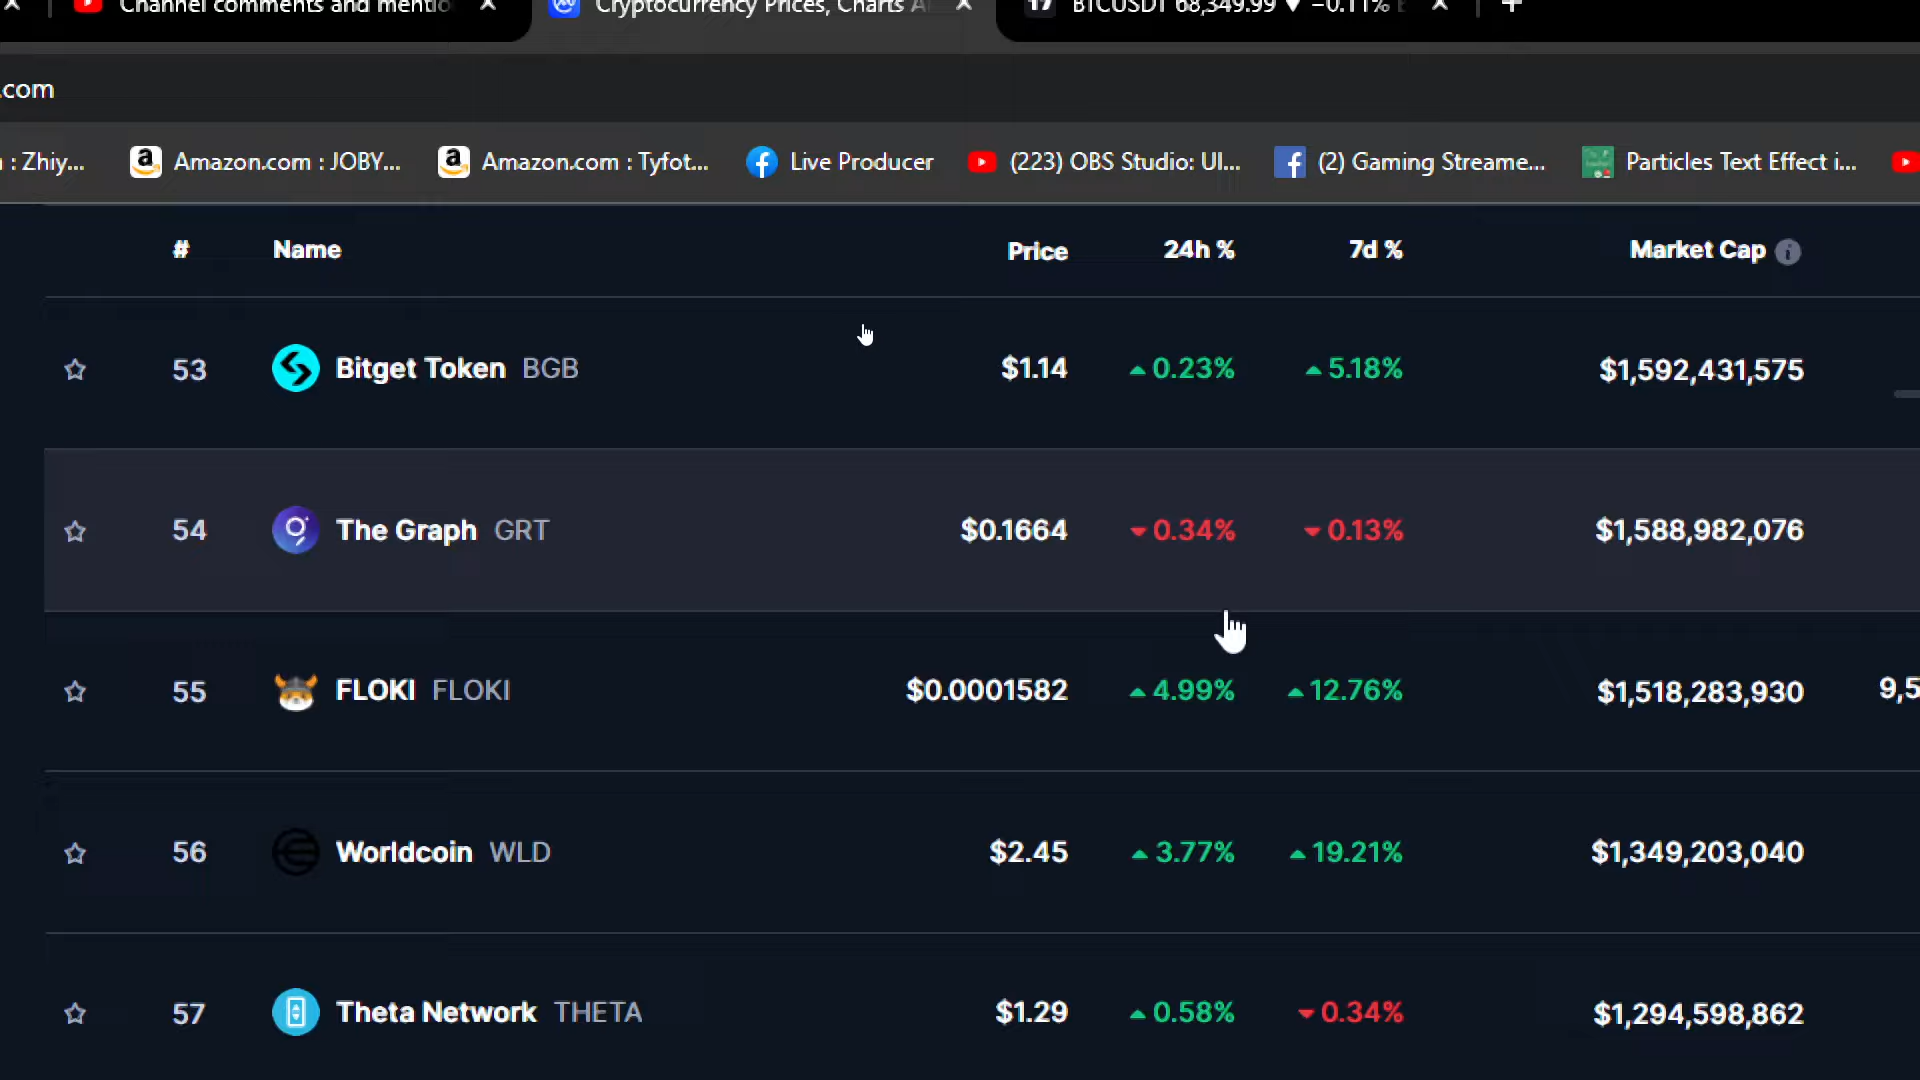 Channel comments and mentio
Cryptocurrency Prices, Charts A
BTCUSDT 68,349.99 ▼ −0.11%
.com
: Zhiy...
Amazon.com : JOBY...
Amazon.com : Tyfot...
Live Producer
(223) OBS Studio: Ul...
(2) Gaming Streame...
Particles Text Effect i...
# Name Price 24h % 7d % Market Cap
53 Bitget Token BGB $1.14 0.23% 5.18% $1,592,431,575
54 The Graph GRT $0.1664 0.34% 0.13% $1,588,982,076
55 FLOKI FLOKI $0.0001582 4.99% 12.76% $1,518,283,930 9,5
56 Worldcoin WLD $2.45 3.77% 19.21% $1,349,203,040
57 Theta Network THETA $1.29 0.58% 0.34% $1,294,598,862